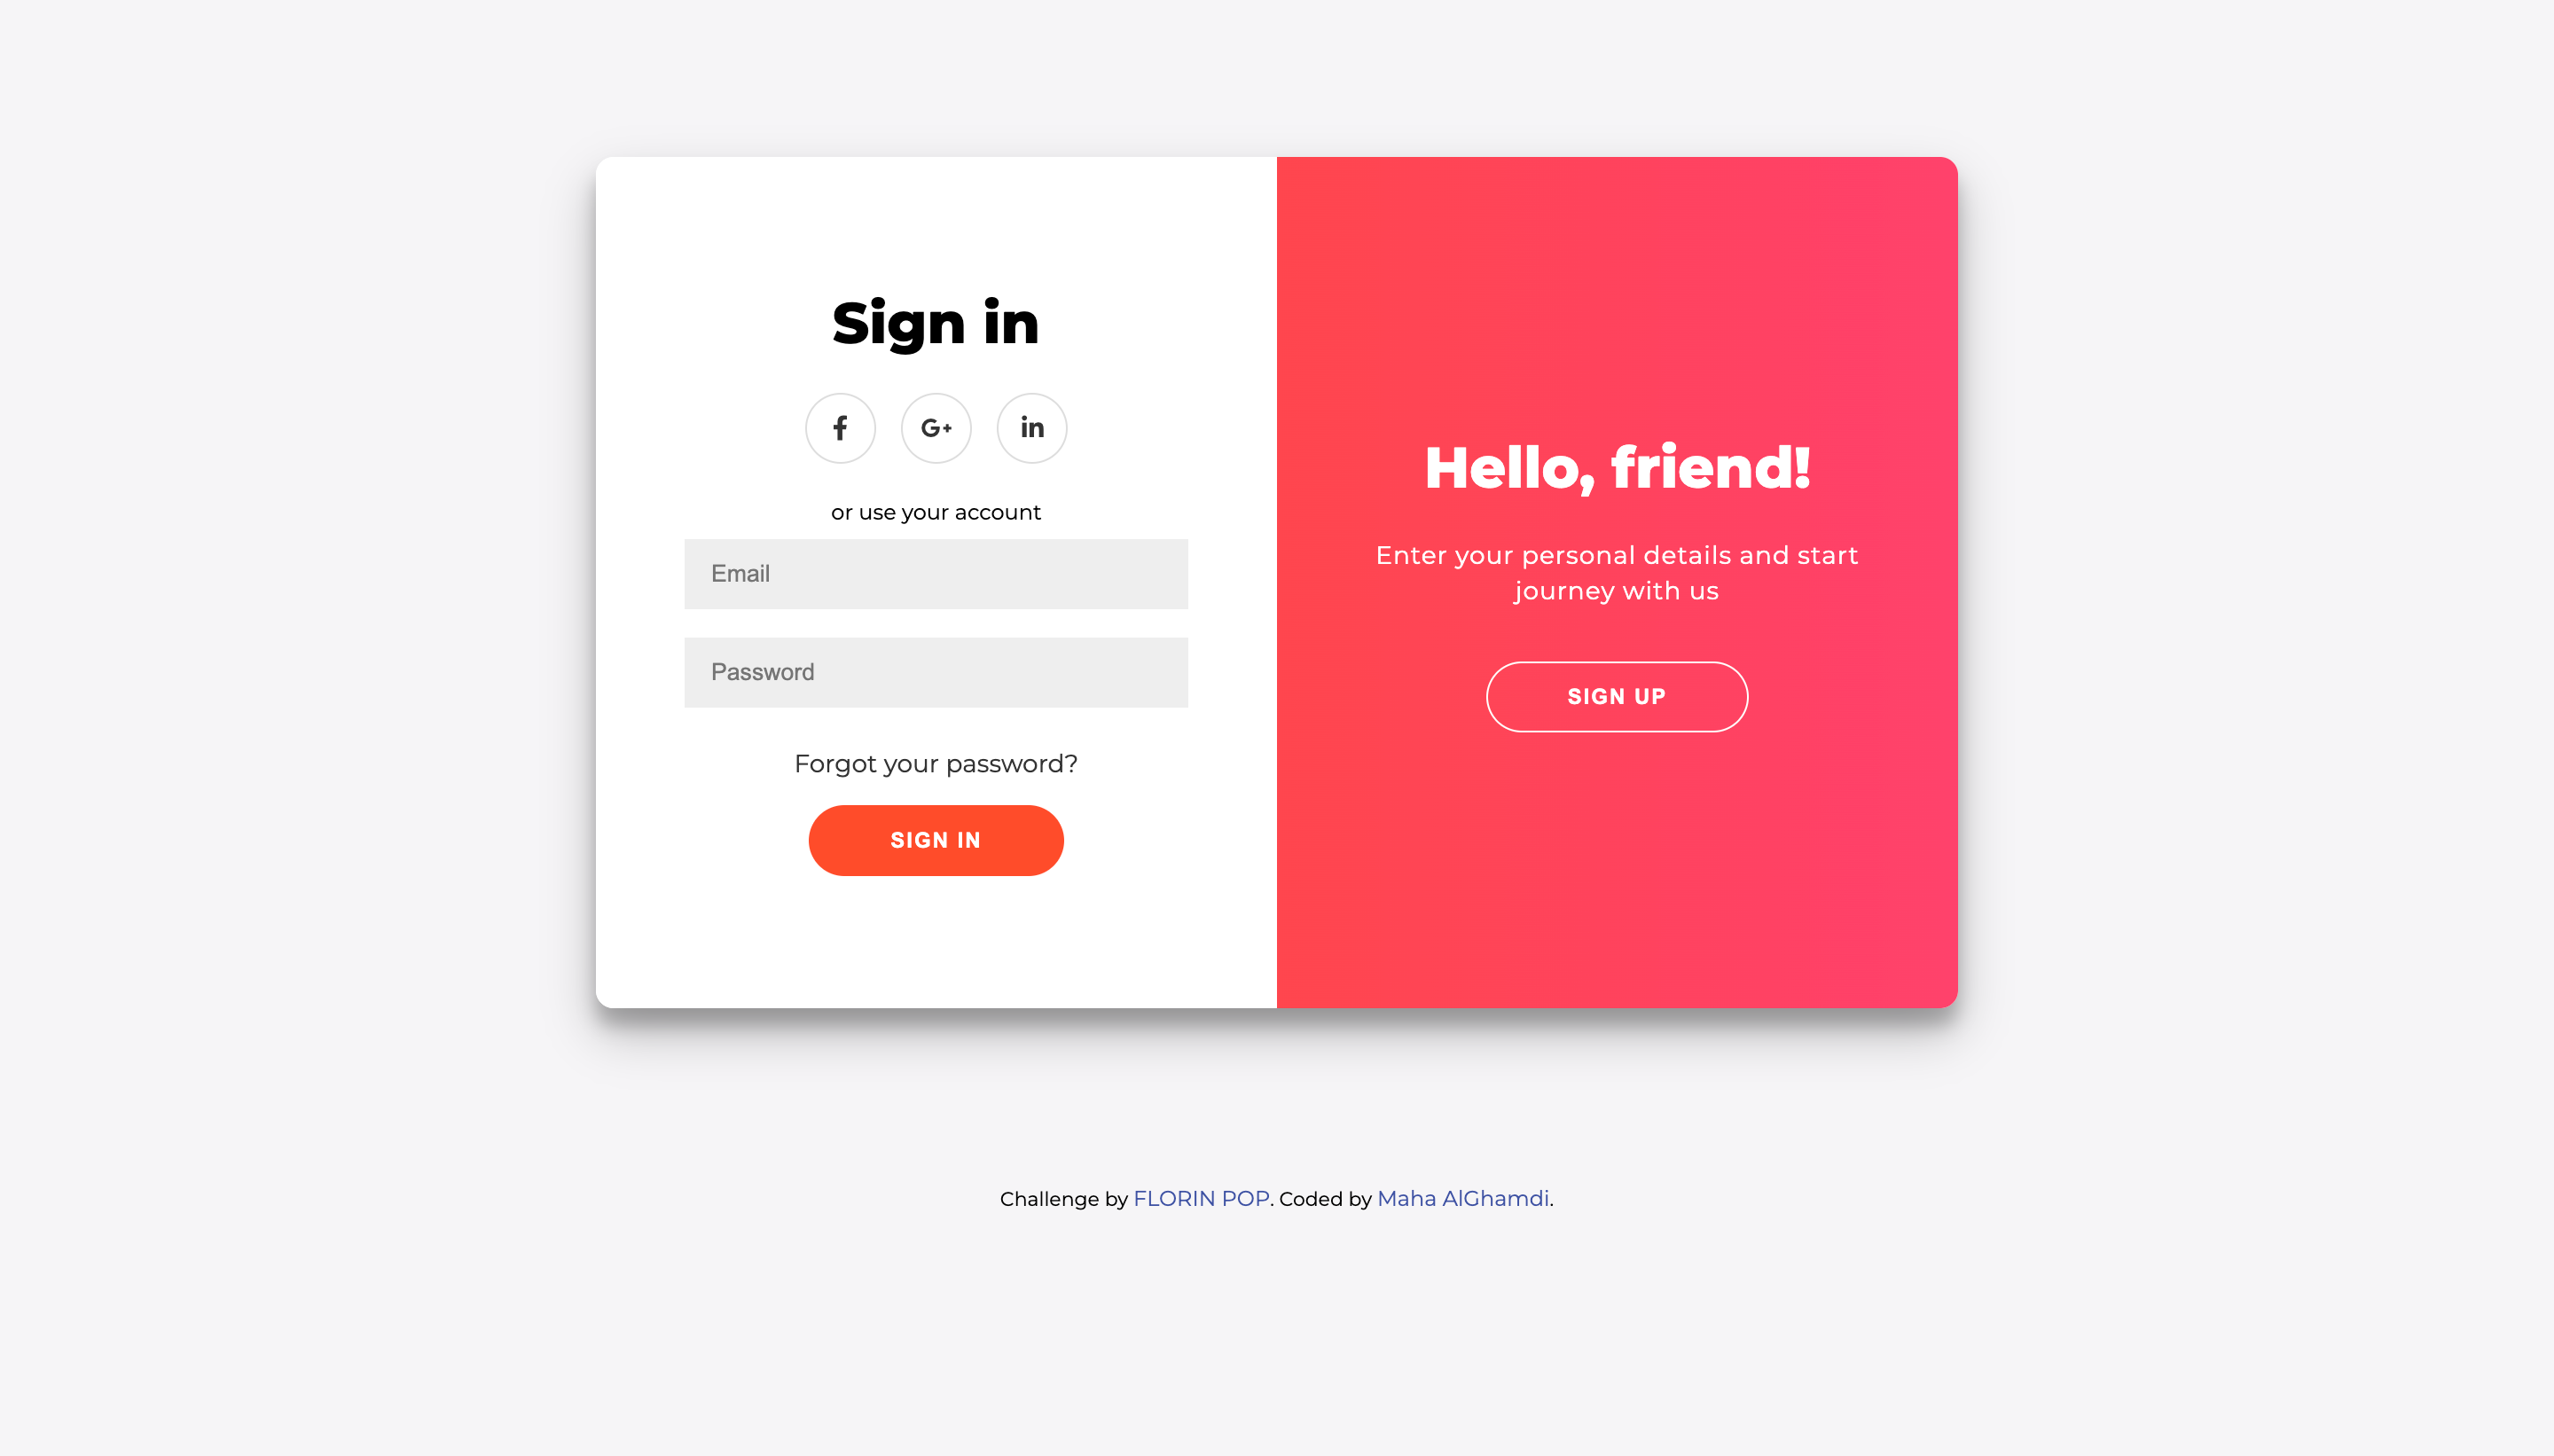 Sign in
f G+ in
or use your account
Email
Password
Forgot your password?
SIGN IN
Hello, friend!
Enter your personal details and start
journey with us
SIGN UP
Challenge by FLORIN POP. Coded by Maha AlGhamdi.